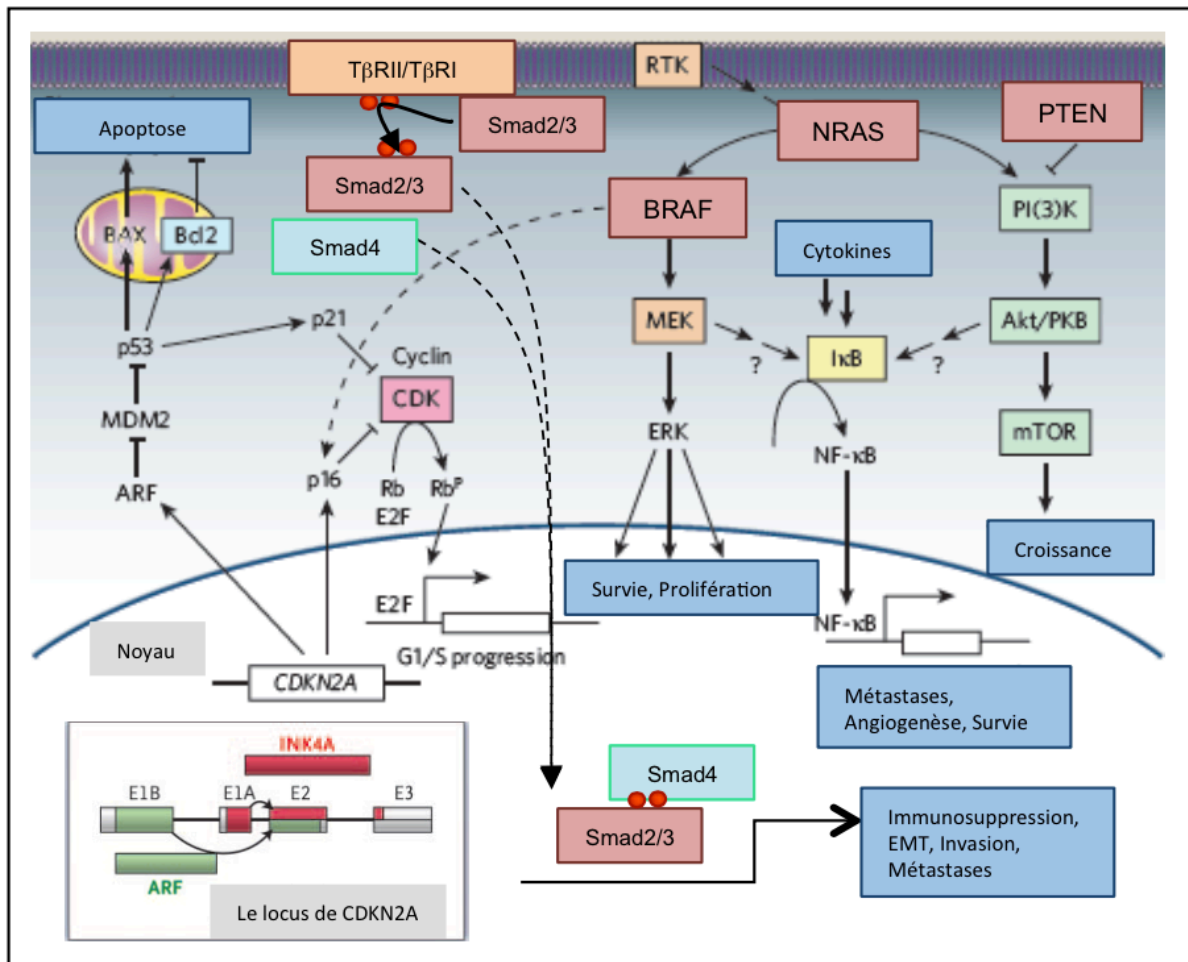 TβRII/TβRI
RTK
Apoptose
Smad2/3
NRAS
PTEN
Smad2/3
BRAF
PI(3)K
BAX
Bcl2
Smad4
Cytokines
p21
MEK
Akt/PKB
p53
Cyclin
?
IκB
?
CDK
MDM2
ERK
mTOR
NF-κB
p16
ARF
Rb
Rbᴾ
E2F
Croissance
Survie, Prolifération
E2F
NF-κB
Noyau
G1/S progression
CDKN2A
Métastases,
Angiogenèse, Survie
INK4A
Smad4
E1B
E1A
E2
E3
Smad2/3
Immunosuppression,
EMT, Invasion,
Métastases
ARF
Le locus de CDKN2A